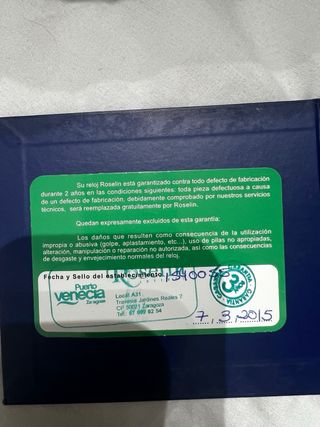 Su reloj Roselin está garantizado contra todo defecto de fabricación
durante 2 años en las condiciones siguientes: toda pieza defectuosa a causa
de un defecto de fabricación, debidamente comprobado por nuestros servicios
técnicos, será reemplazada gratuitamente por Roselin.
Quedan expresamente excluidos de esta garantía:
Los daños que resulten como consecuencia de la utilización
impropia o abusiva (golpe, aplastamiento, etc...), uso de pilas no apropiadas,
alteración, manipulación o reparación no autorizada, así como las consecuencias
de desgaste y envejecimiento normales del reloj.
Fecha y Sello del establecimiento:
Puerto
venecia
Zaragoza
Local A31
Travesía Jardines Reales 7
CP 50021 Zaragoza
GARANTIA
7, 3, 2015